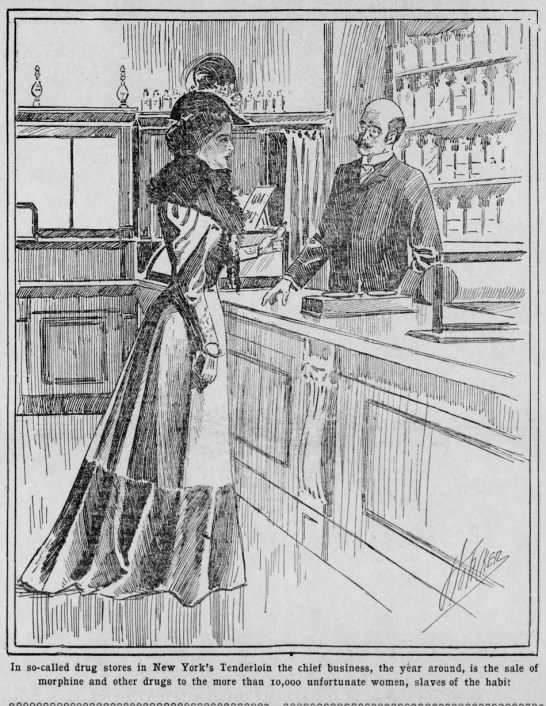 WALKER
In so-called drug stores in New York's Tenderloin the chief business, the year around, is the sale of
morphine and other drugs to the more than 10,000 unfortunate women, slaves of the habit